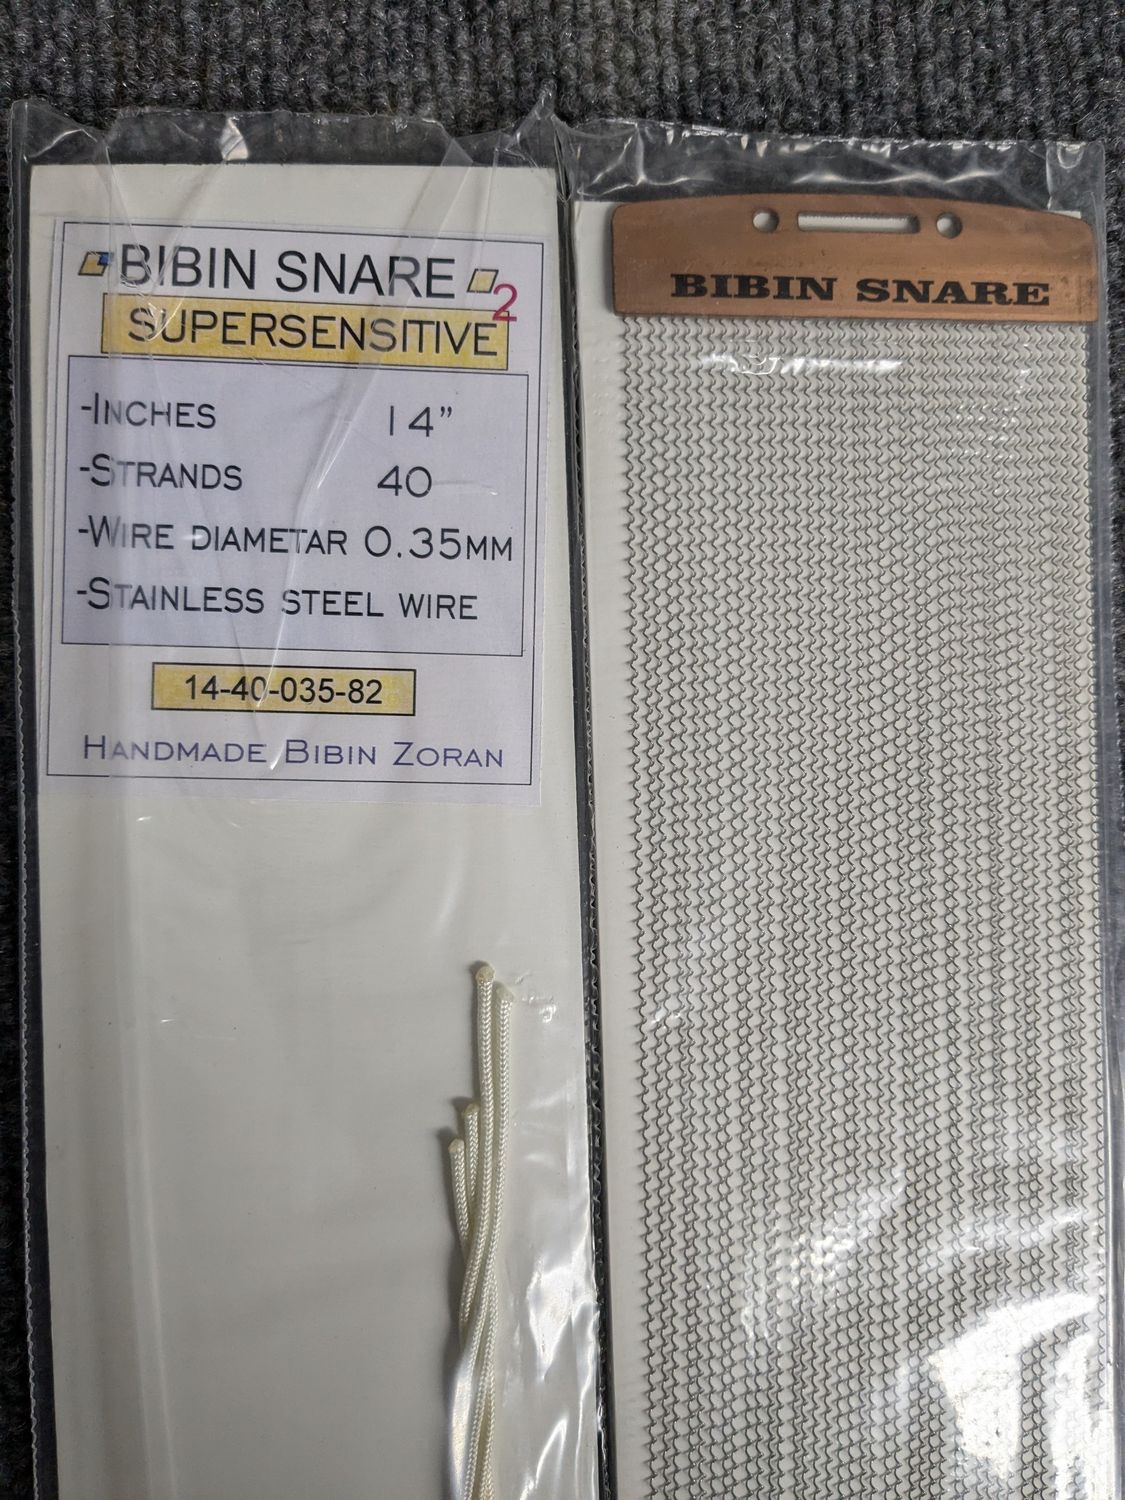 BIBIN SNARE
2
SUPERSENSITIVE
-INCHES 14”
-STRANDS 40
-WIRE DIAMETAR 0.35MM
-STAINLESS STEEL WIRE
14-40-035-82
HANDMADE BIBIN ZORAN
BIBIN SNARE